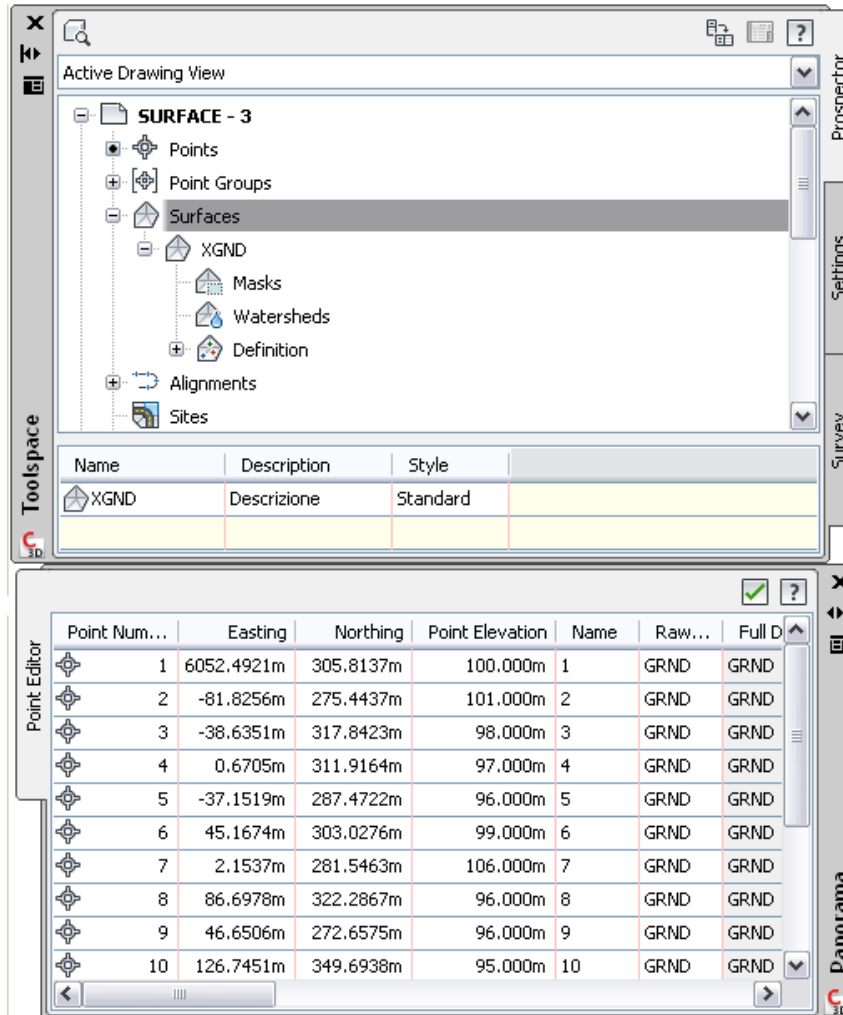 Active Drawing View
Prospector
SURFACE - 3
Points
Point Groups
Surfaces
XGND
Settings
Masks
Watersheds
Definition
Alignments
Sites
Survey
Toolspace
Name Description Style
XGND Descrizione Standard
C
3D
Point Editor
Point Num... Easting Northing Point Elevation Name Raw... Full D
1 6052.4921m 305.8137m 100.000m 1 GRND GRND
2 -81.8256m 275.4437m 101.000m 2 GRND GRND
3 -38.6351m 317.8423m 98.000m 3 GRND GRND
4 0.6705m 311.9164m 97.000m 4 GRND GRND
5 -37.1519m 287.4722m 96.000m 5 GRND GRND
6 45.1674m 303.0276m 99.000m 6 GRND GRND
7 2.1537m 281.5463m 106.000m 7 GRND GRND
8 86.6978m 322.2867m 96.000m 8 GRND GRND
9 46.6506m 272.6575m 96.000m 9 GRND GRND
10 126.7451m 349.6938m 95.000m 10 GRND GRND
Panorama
C
3D